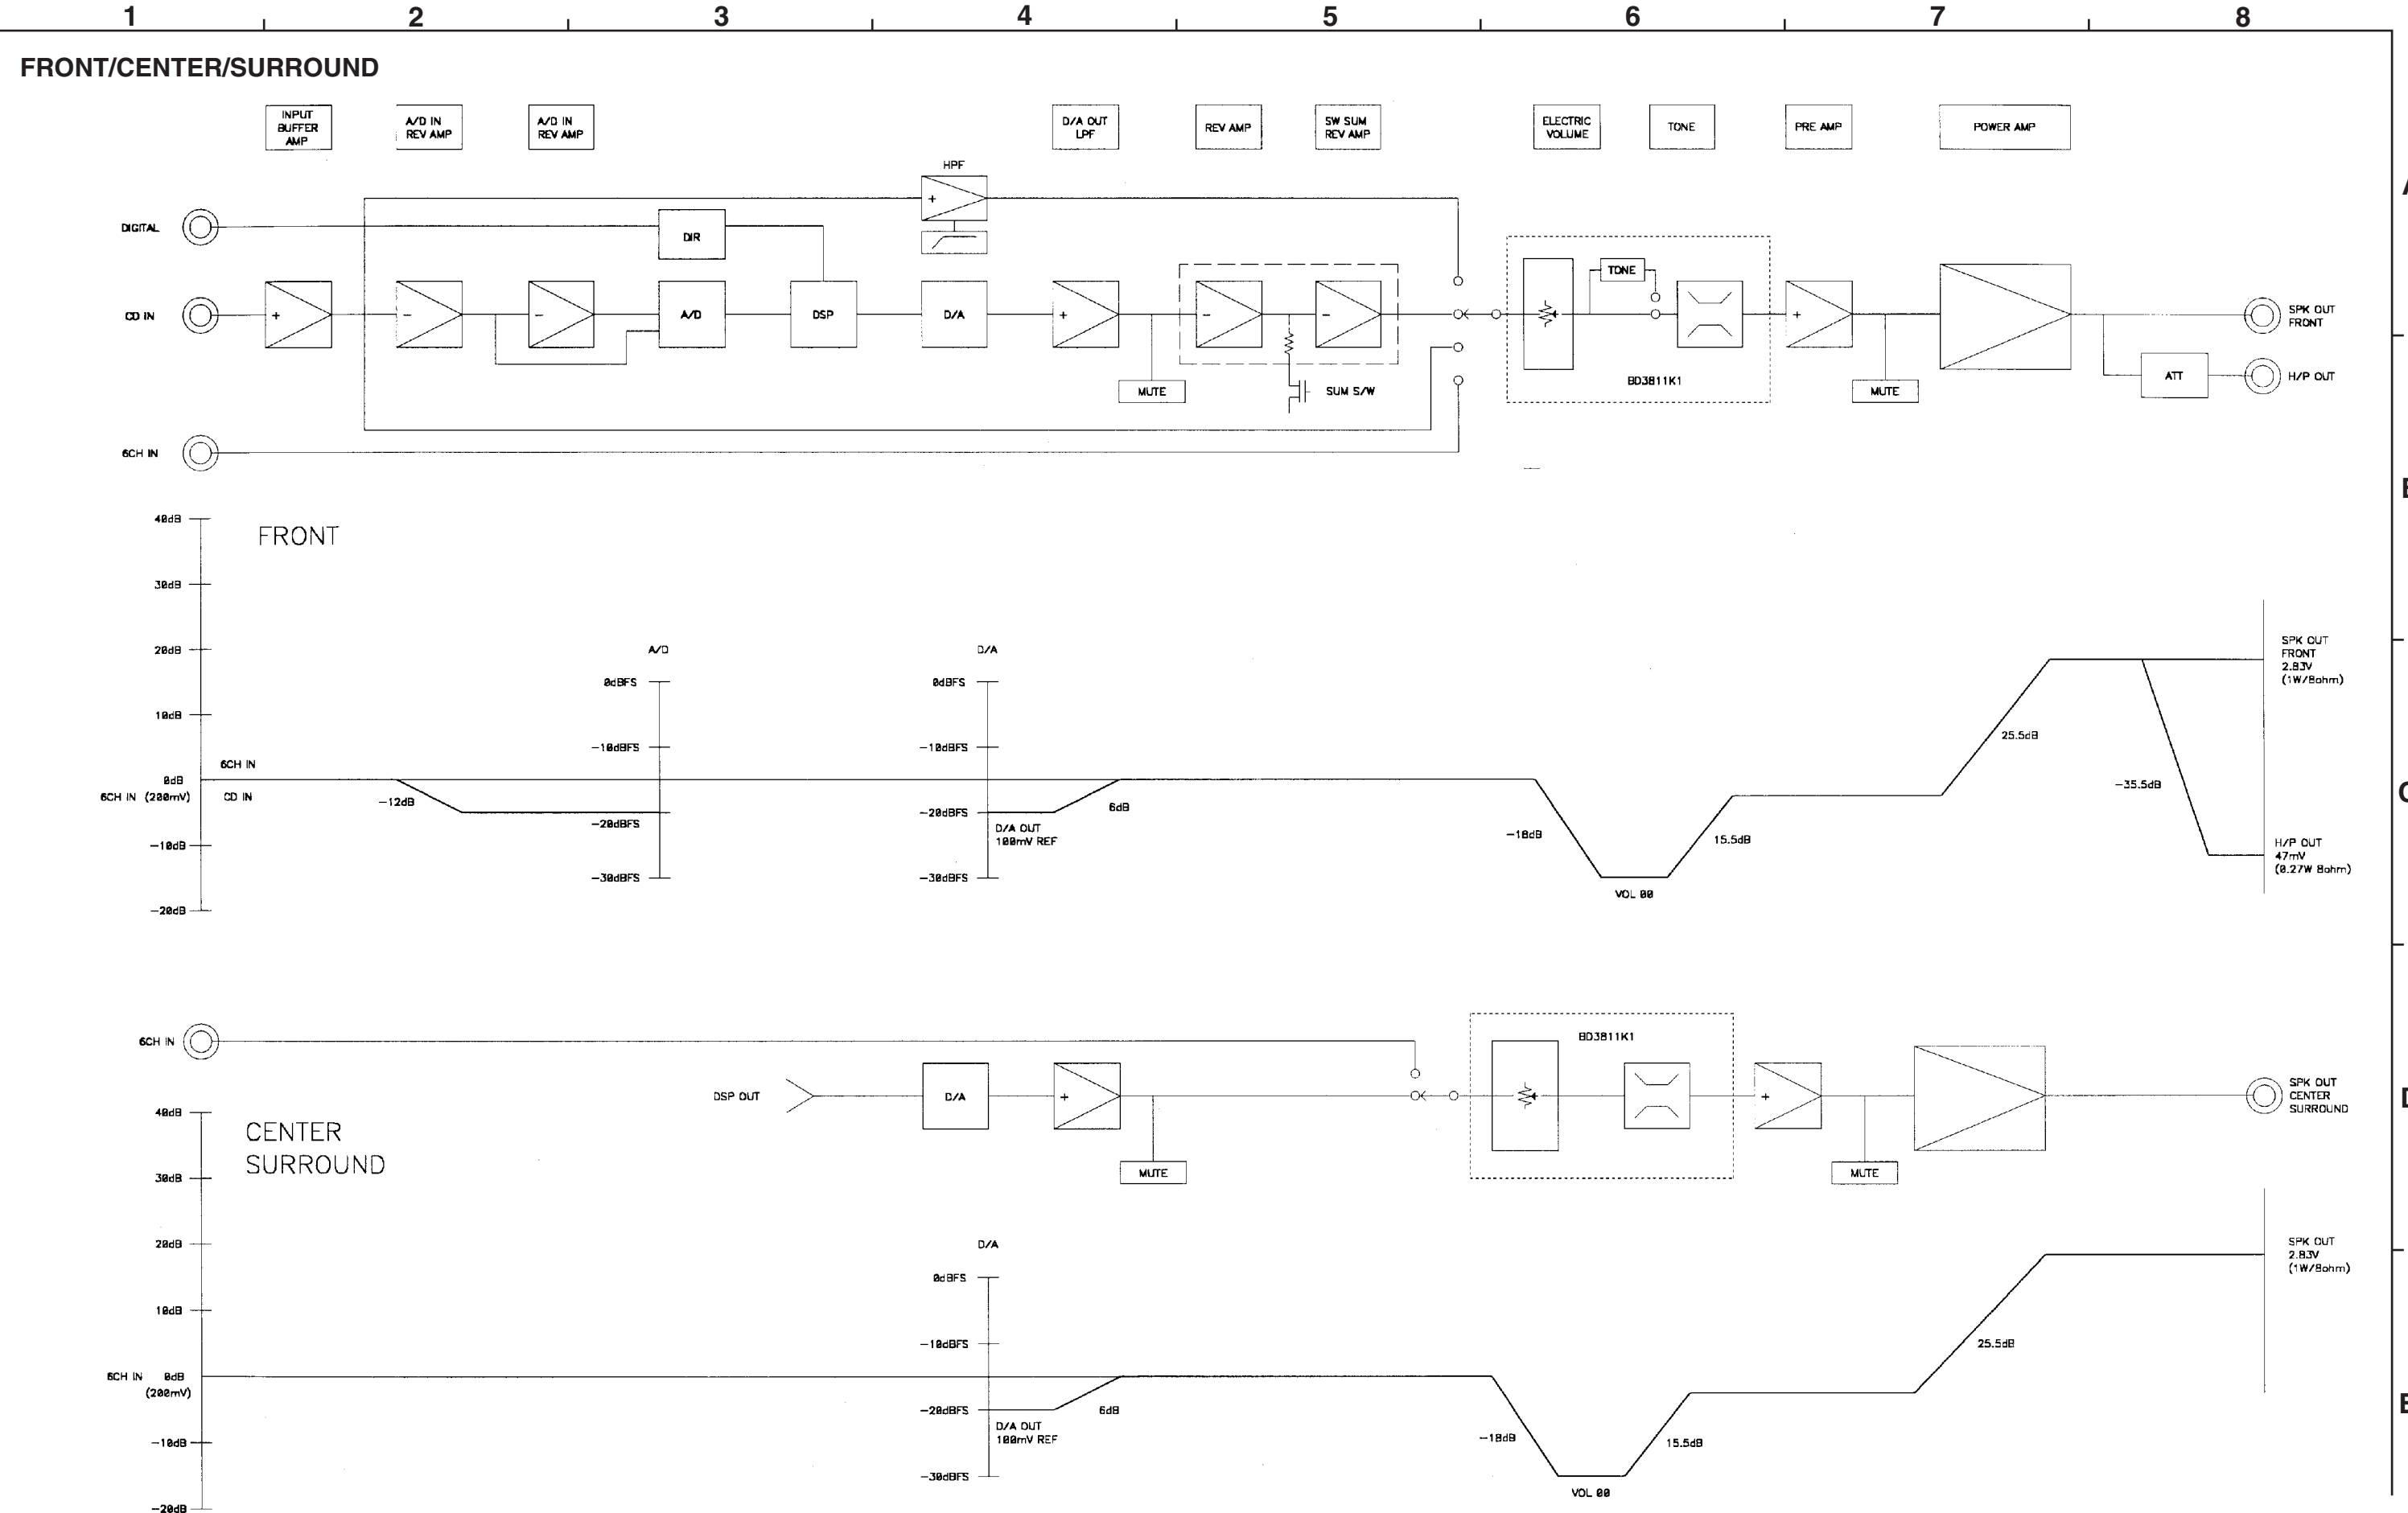 1 2 3 4 5 6 7 8
FRONT/CENTER/SURROUND
INPUT
BUFFER
AMP
A/D IN
REV AMP
A/D IN
REV AMP
D/A OUT
LPF
REV AMP
SW SUM
REV AMP
ELECTRIC
VOLUME
TONE
PRE AMP
POWER AMP
HPF
+
DIGITAL
DIR
TONE
CD IN
+
−
−
A/D
DSP
D/A
+
−
−
+
SPK OUT
FRONT
MUTE
SUM S/W
BD3811K1
MUTE
ATT
H/P OUT
6CH IN
FRONT
40dB
30dB
20dB
10dB
0dB
6CH IN (200mV)
−10dB
−20dB
6CH IN
CD IN
−12dB
A/D
0dBFS
−10dBFS
−20dBFS
−30dBFS
D/A
0dBFS
−10dBFS
−20dBFS
−30dBFS
D/A OUT
100mV REF
6dB
−18dB
VOL 00
15.5dB
25.5dB
−35.5dB
SPK OUT
FRONT
2.83V
(1W/8ohm)
H/P OUT
47mV
(0.27W 8ohm)
6CH IN
DSP OUT
D/A
+
MUTE
BD3811K1
+
MUTE
SPK OUT
CENTER
SURROUND
CENTER
SURROUND
40dB
30dB
20dB
10dB
6CH IN 0dB
(200mV)
−10dB
−20dB
D/A
0dBFS
−10dBFS
−20dBFS
−30dBFS
D/A OUT
100mV REF
6dB
−18dB
VOL 00
15.5dB
25.5dB
SPK OUT
2.83V
(1W/8ohm)